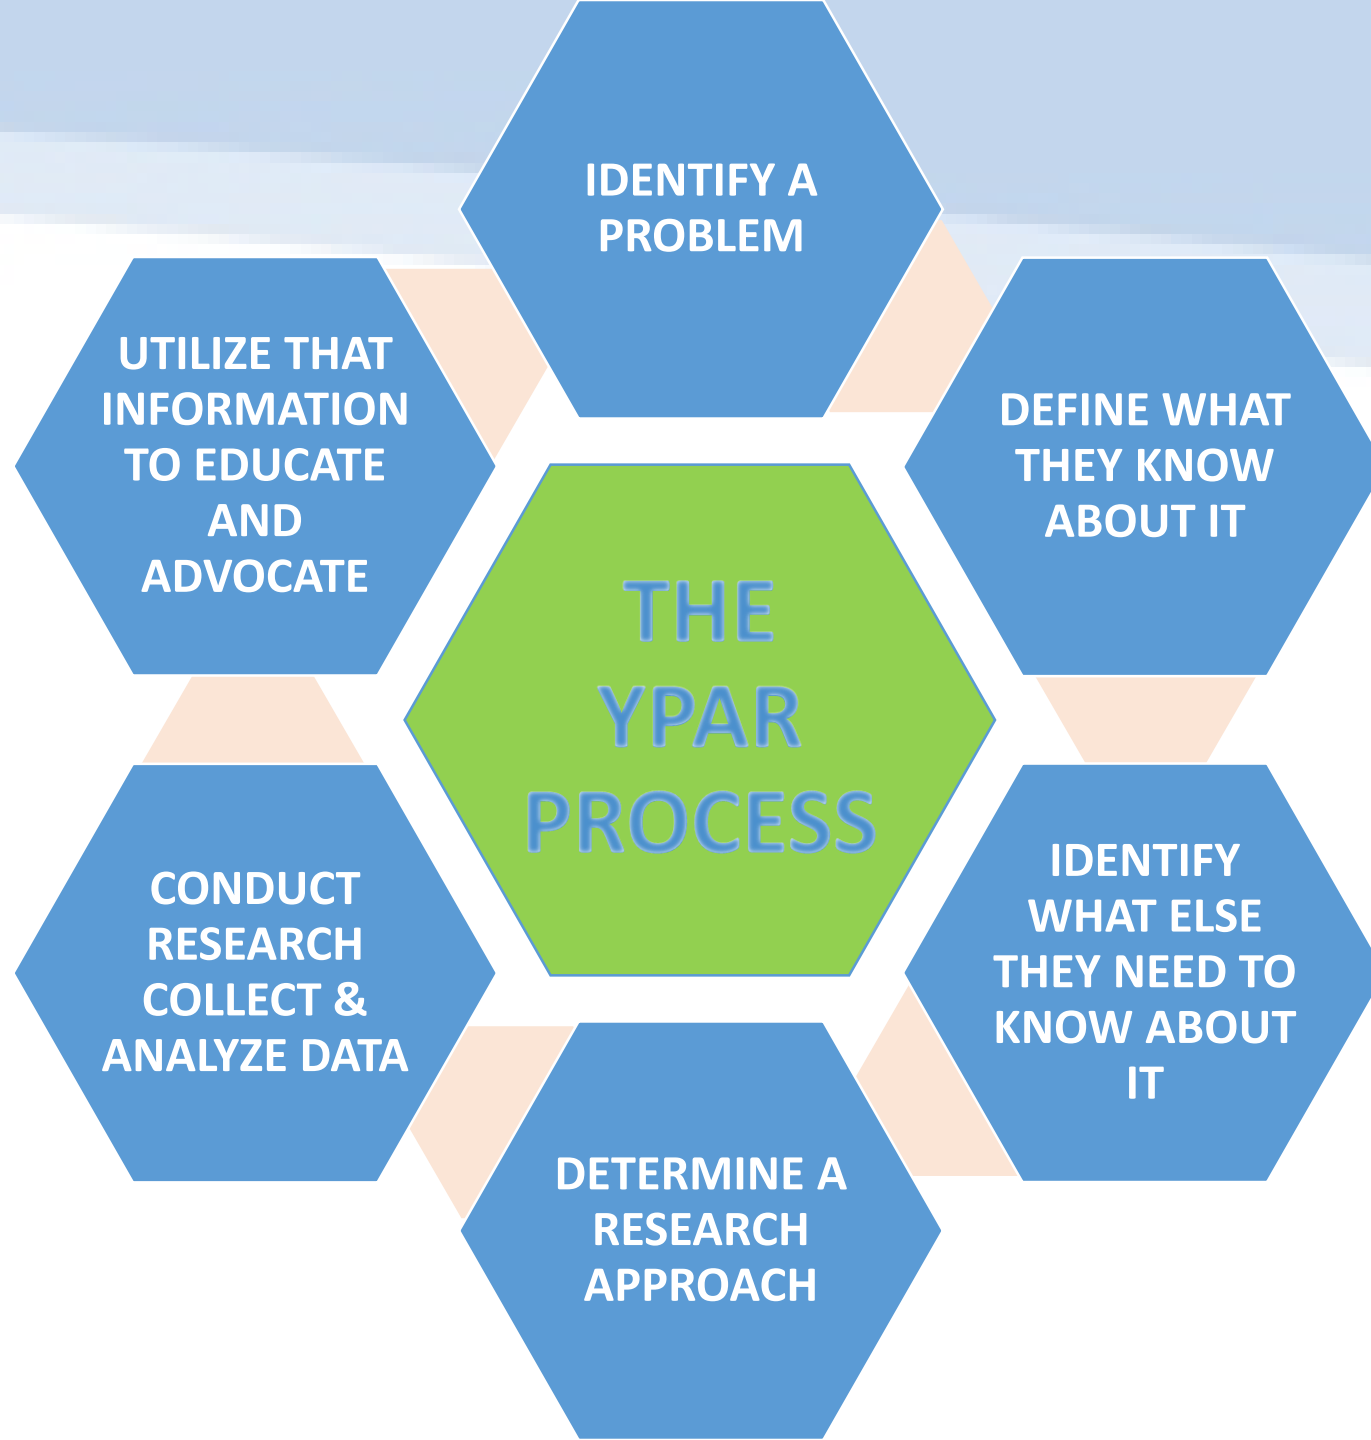 IDENTIFY A
PROBLEM
DEFINE WHAT
THEY KNOW
ABOUT IT
IDENTIFY
WHAT ELSE
THEY NEED TO
KNOW ABOUT
IT
DETERMINE A
RESEARCH
APPROACH
CONDUCT
RESEARCH
COLLECT &
ANALYZE DATA
UTILIZE THAT
INFORMATION
TO EDUCATE
AND
ADVOCATE
THE
YPAR
PROCESS